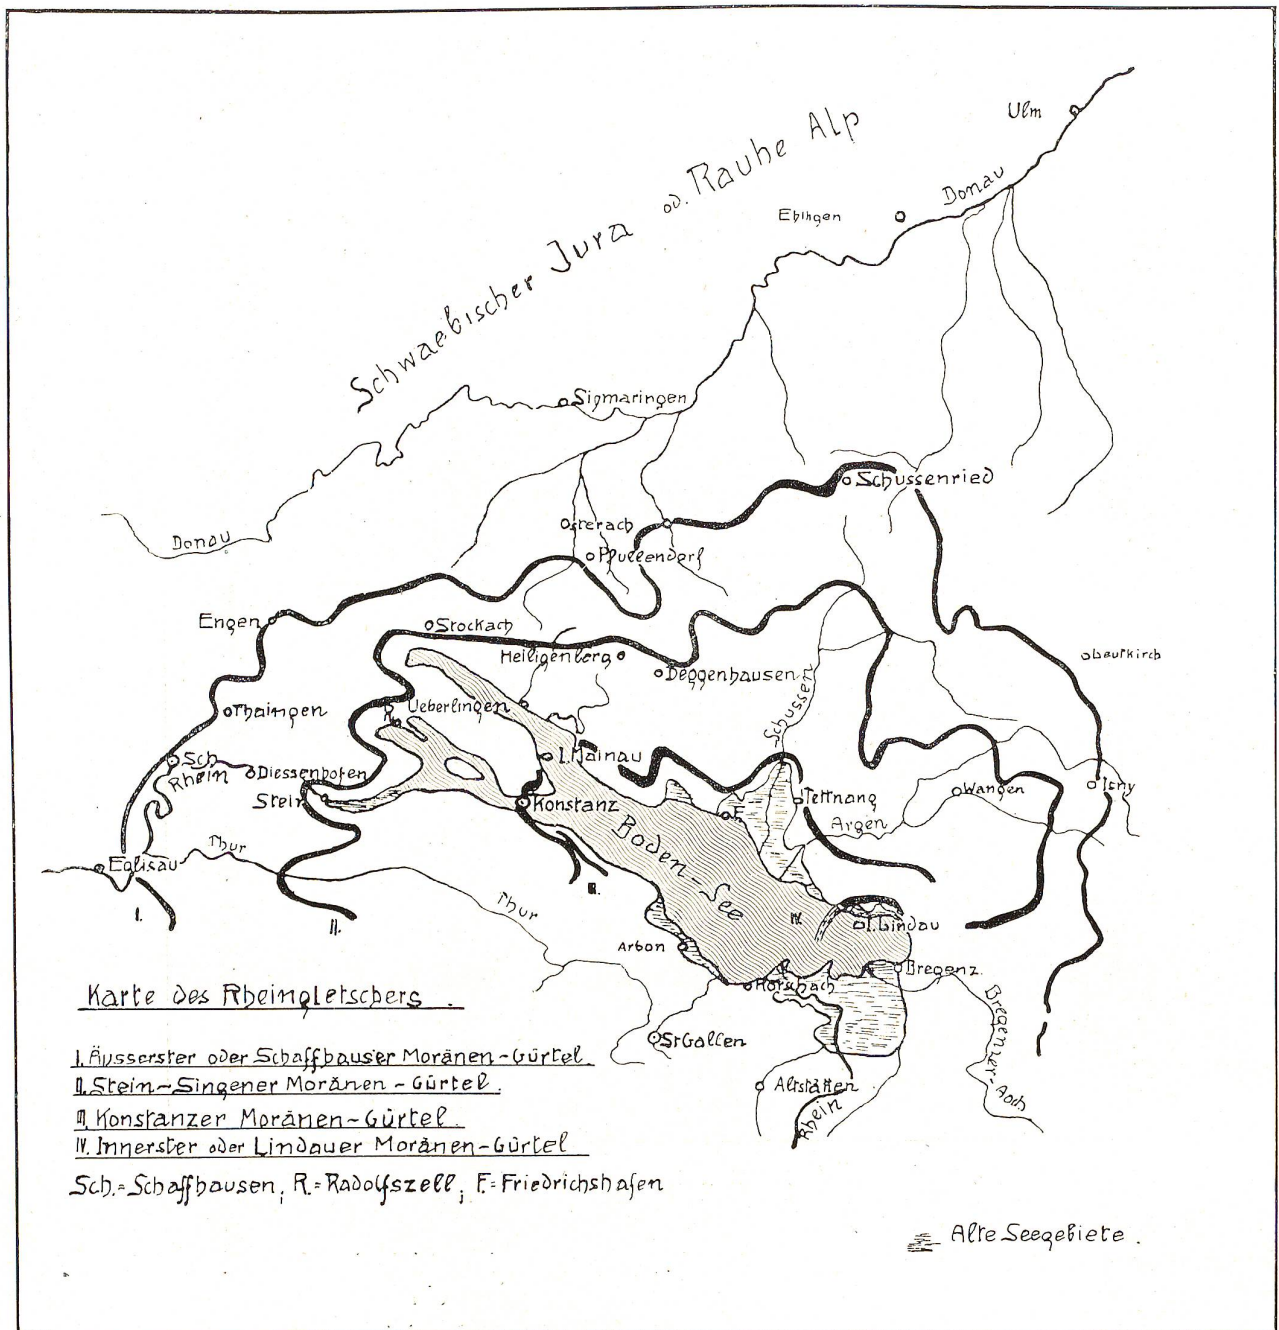 Ulm
Schwaebischer Jura od. Rauhe Alp
Donau
Ehingen
Sigmaringen
Schussenried
Osterach
Donau
Pfullendorf
Engen
Stockach
Heiligenberg
Leutkirch
Deggenhausen
Schussen
Ueberlingen
R.
Thaingen
I. Mainau
Sch
Rhein
Diessenhofen
Stein
Konstanz
F.
Tettnang
Wangen
Isny
Argen
Boden-See
Thur
Eglisau
Thur
I.
II.
III.
IV.
I. Lindau
Arbon
Bregenz.
Rorschach
Bregenzer-Aach
St Gallen
Altstätten
Rhein
Karte des Rheingletschers.
I. Äusserster oder Schaffhauser Moränen-Gürtel.
II. Stein-Singener Moränen-Gürtel.
III. Konstanzer Moränen-Gürtel.
IV. Innerster oder Lindauer Moränen-Gürtel
Sch.=Schaffhausen; R.=Radolfszell; F.=Friedrichshafen
Alte Seegebiete.